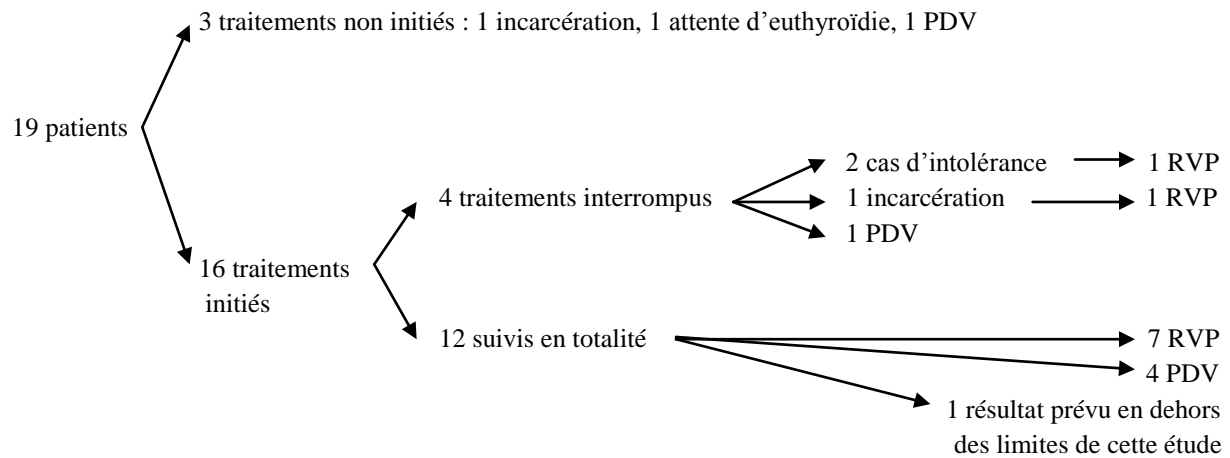 3 traitements non initiés : 1 incarcération, 1 attente d’euthyroïdie, 1 PDV
19 patients
2 cas d’intolérance
1 RVP
4 traitements interrompus
1 incarcération
1 RVP
1 PDV
16 traitements
initiés
12 suivis en totalité
7 RVP
4 PDV
1 résultat prévu en dehors
des limites de cette étude